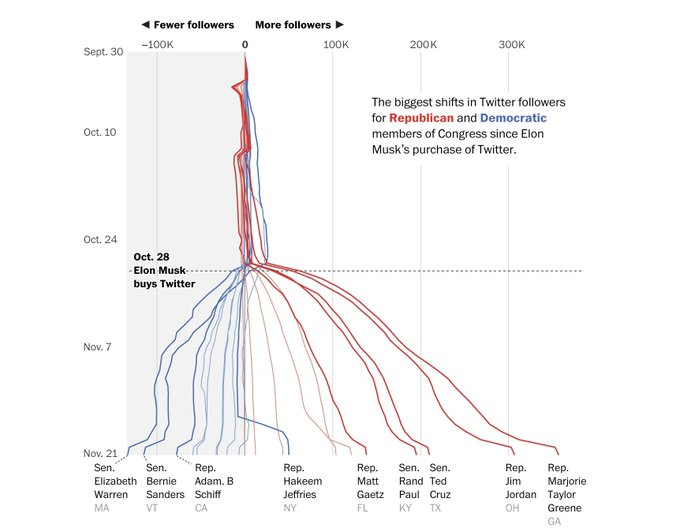 ◄ Fewer followers More followers ►
Sept. 30 –100K 0 100K 200K 300K
The biggest shifts in Twitter followers
for Republican and Democratic
members of Congress since Elon
Musk's purchase of Twitter.
Oct. 10
Oct. 24
Oct. 28
Elon Musk
buys Twitter
Nov. 7
Nov. 21
Sen.
Elizabeth
Warren
MA
Sen.
Bernie
Sanders
VT
Rep.
Adam. B
Schiff
CA
Rep.
Hakeem
Jeffries
NY
Rep.
Matt
Gaetz
FL
Sen.
Rand
Paul
KY
Sen.
Ted
Cruz
TX
Rep.
Jim
Jordan
OH
Rep.
Marjorie
Taylor
Greene
GA